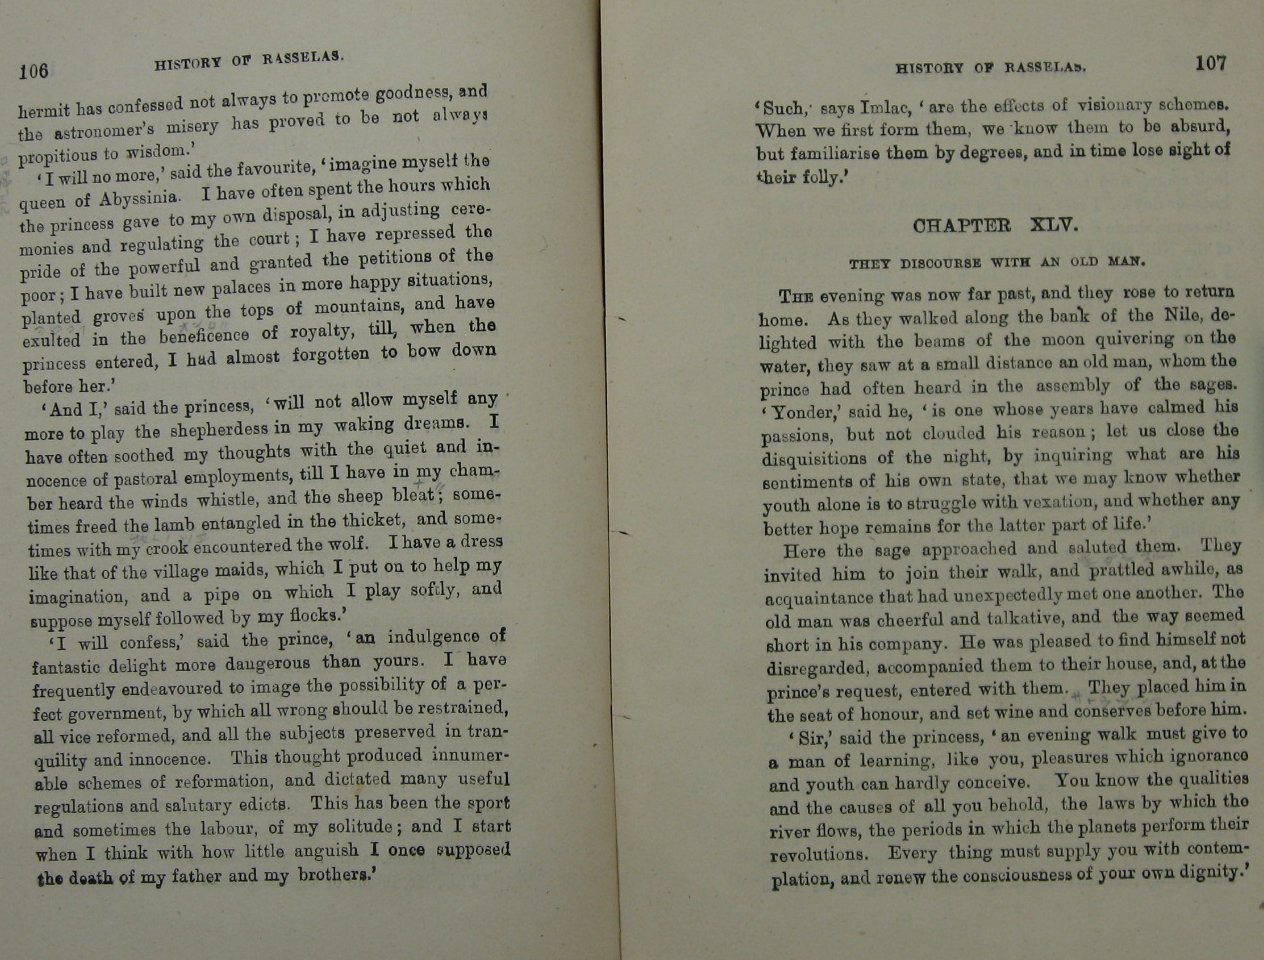 106
HISTORY OF RASSELAS.
hermit has confessed not always to promote goodness, and
the astronomer's misery has proved to be not always
propitious to wisdom.'
‘I will no more,’ said the favourite, ‘imagine myself the
queen of Abyssinia. I have often spent the hours which
the princess gave to my own disposal, in adjusting cere-
monies and regulating the court; I have repressed the
pride of the powerful and granted the petitions of the
poor; I have built new palaces in more happy situations,
planted groves upon the tops of mountains, and have
exulted in the beneficence of royalty, till, when the
princess entered, I had almost forgotten to bow down
before her.’
‘And I,’ said the princess, ‘will not allow myself any
more to play the shepherdess in my waking dreams. I
have often soothed my thoughts with the quiet and in-
nocence of pastoral employments, till I have in my cham-
ber heard the winds whistle, and the sheep bleat; some-
times freed the lamb entangled in the thicket, and some-
times with my crook encountered the wolf. I have a dress
like that of the village maids, which I put on to help my
imagination, and a pipe on which I play softly, and
suppose myself followed by my flocks.’
‘I will confess,’ said the prince, ‘an indulgence of
fantastic delight more dangerous than yours. I have
frequently endeavoured to image the possibility of a per-
fect government, by which all wrong should be restrained,
all vice reformed, and all the subjects preserved in tran-
quility and innocence. This thought produced innumer-
able schemes of reformation, and dictated many useful
regulations and salutary edicts. This has been the sport
and sometimes the labour, of my solitude; and I start
when I think with how little anguish I once supposed
the death of my father and my brothers.’
HISTORY OF RASSELAS.
107
‘Such,’ says Imlac, ‘are the effects of visionary schemes.
When we first form them, we know them to be absurd,
but familiarise them by degrees, and in time lose sight of
their folly.’
CHAPTER XLV.
THEY DISCOURSE WITH AN OLD MAN.
THE evening was now far past, and they rose to return
home. As they walked along the bank of the Nile, de-
lighted with the beams of the moon quivering on the
water, they saw at a small distance an old man, whom the
prince had often heard in the assembly of the sages.
‘Yonder,’ said he, ‘is one whose years have calmed his
passions, but not clouded his reason; let us close the
disquisitions of the night, by inquiring what are his
sentiments of his own state, that we may know whether
youth alone is to struggle with vexation, and whether any
better hope remains for the latter part of life.’
Here the sage approached and saluted them. They
invited him to join their walk, and prattled awhile, as
acquaintance that had unexpectedly met one another. The
old man was cheerful and talkative, and the way seemed
short in his company. He was pleased to find himself not
disregarded, accompanied them to their house, and, at the
prince's request, entered with them. They placed him in
the seat of honour, and set wine and conserves before him.
‘Sir,’ said the princess, ‘an evening walk must give to
a man of learning, like you, pleasures which ignorance
and youth can hardly conceive. You know the qualities
and the causes of all you behold, the laws by which the
river flows, the periods in which the planets perform their
revolutions. Every thing must supply you with contem-
plation, and renew the consciousness of your own dignity.’